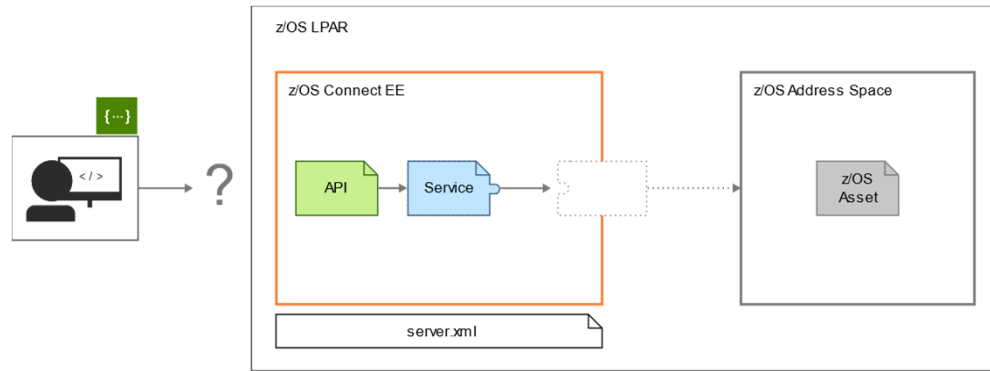 z/OS LPAR
z/OS Connect EE
z/OS Address Space
{···}
</>
?
API
Service
z/OS
Asset
server.xml